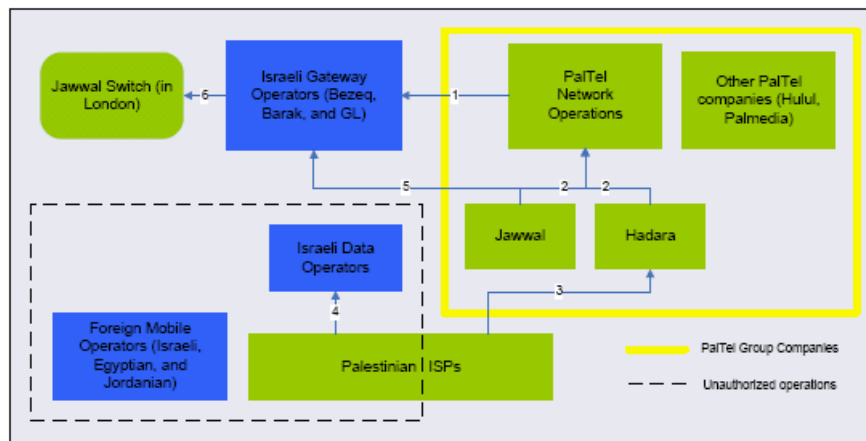 Jawwal Switch (in
London)
6
Israeli Gateway
Operators (Bezeq,
Barak, and GL)
1
PalTel
Network
Operations
Other PalTel
companies (Hulul,
Palmedia)
5
2
2
Jawwal
Hadara
Israeli Data
Operators
4
3
Foreign Mobile
Operators (Israeli,
Egyptian, and
Jordanian)
Palestinian ISPs
PalTel Group Companies
Unauthorized operations